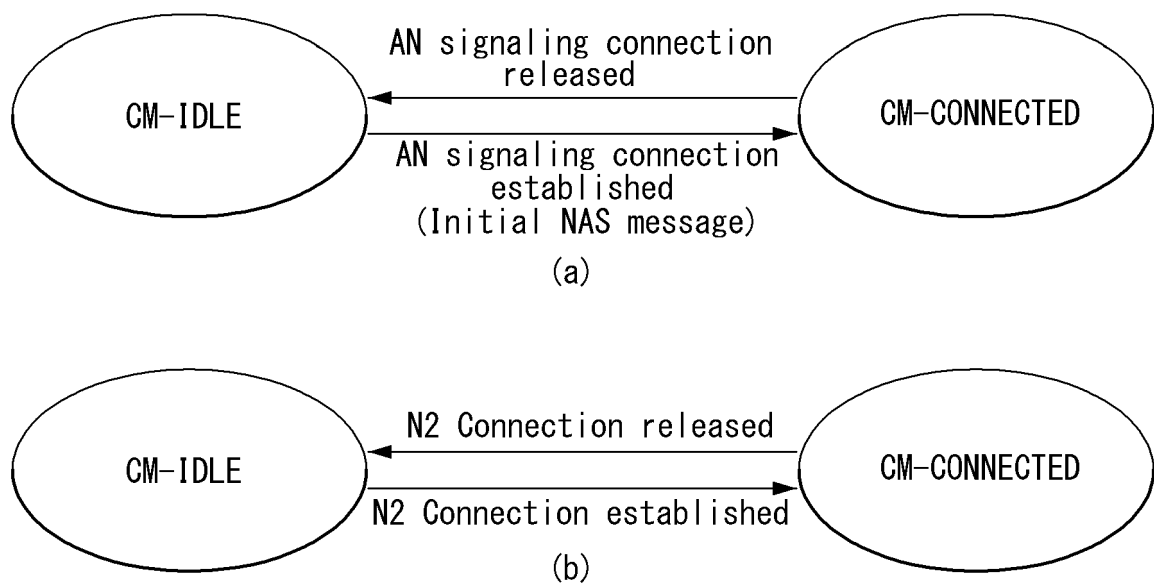 AN signaling connection
released
CM-IDLE
CM-CONNECTED
AN signaling connection
established
(Initial NAS message)
(a)
N2 Connection released
CM-IDLE
CM-CONNECTED
N2 Connection established
(b)